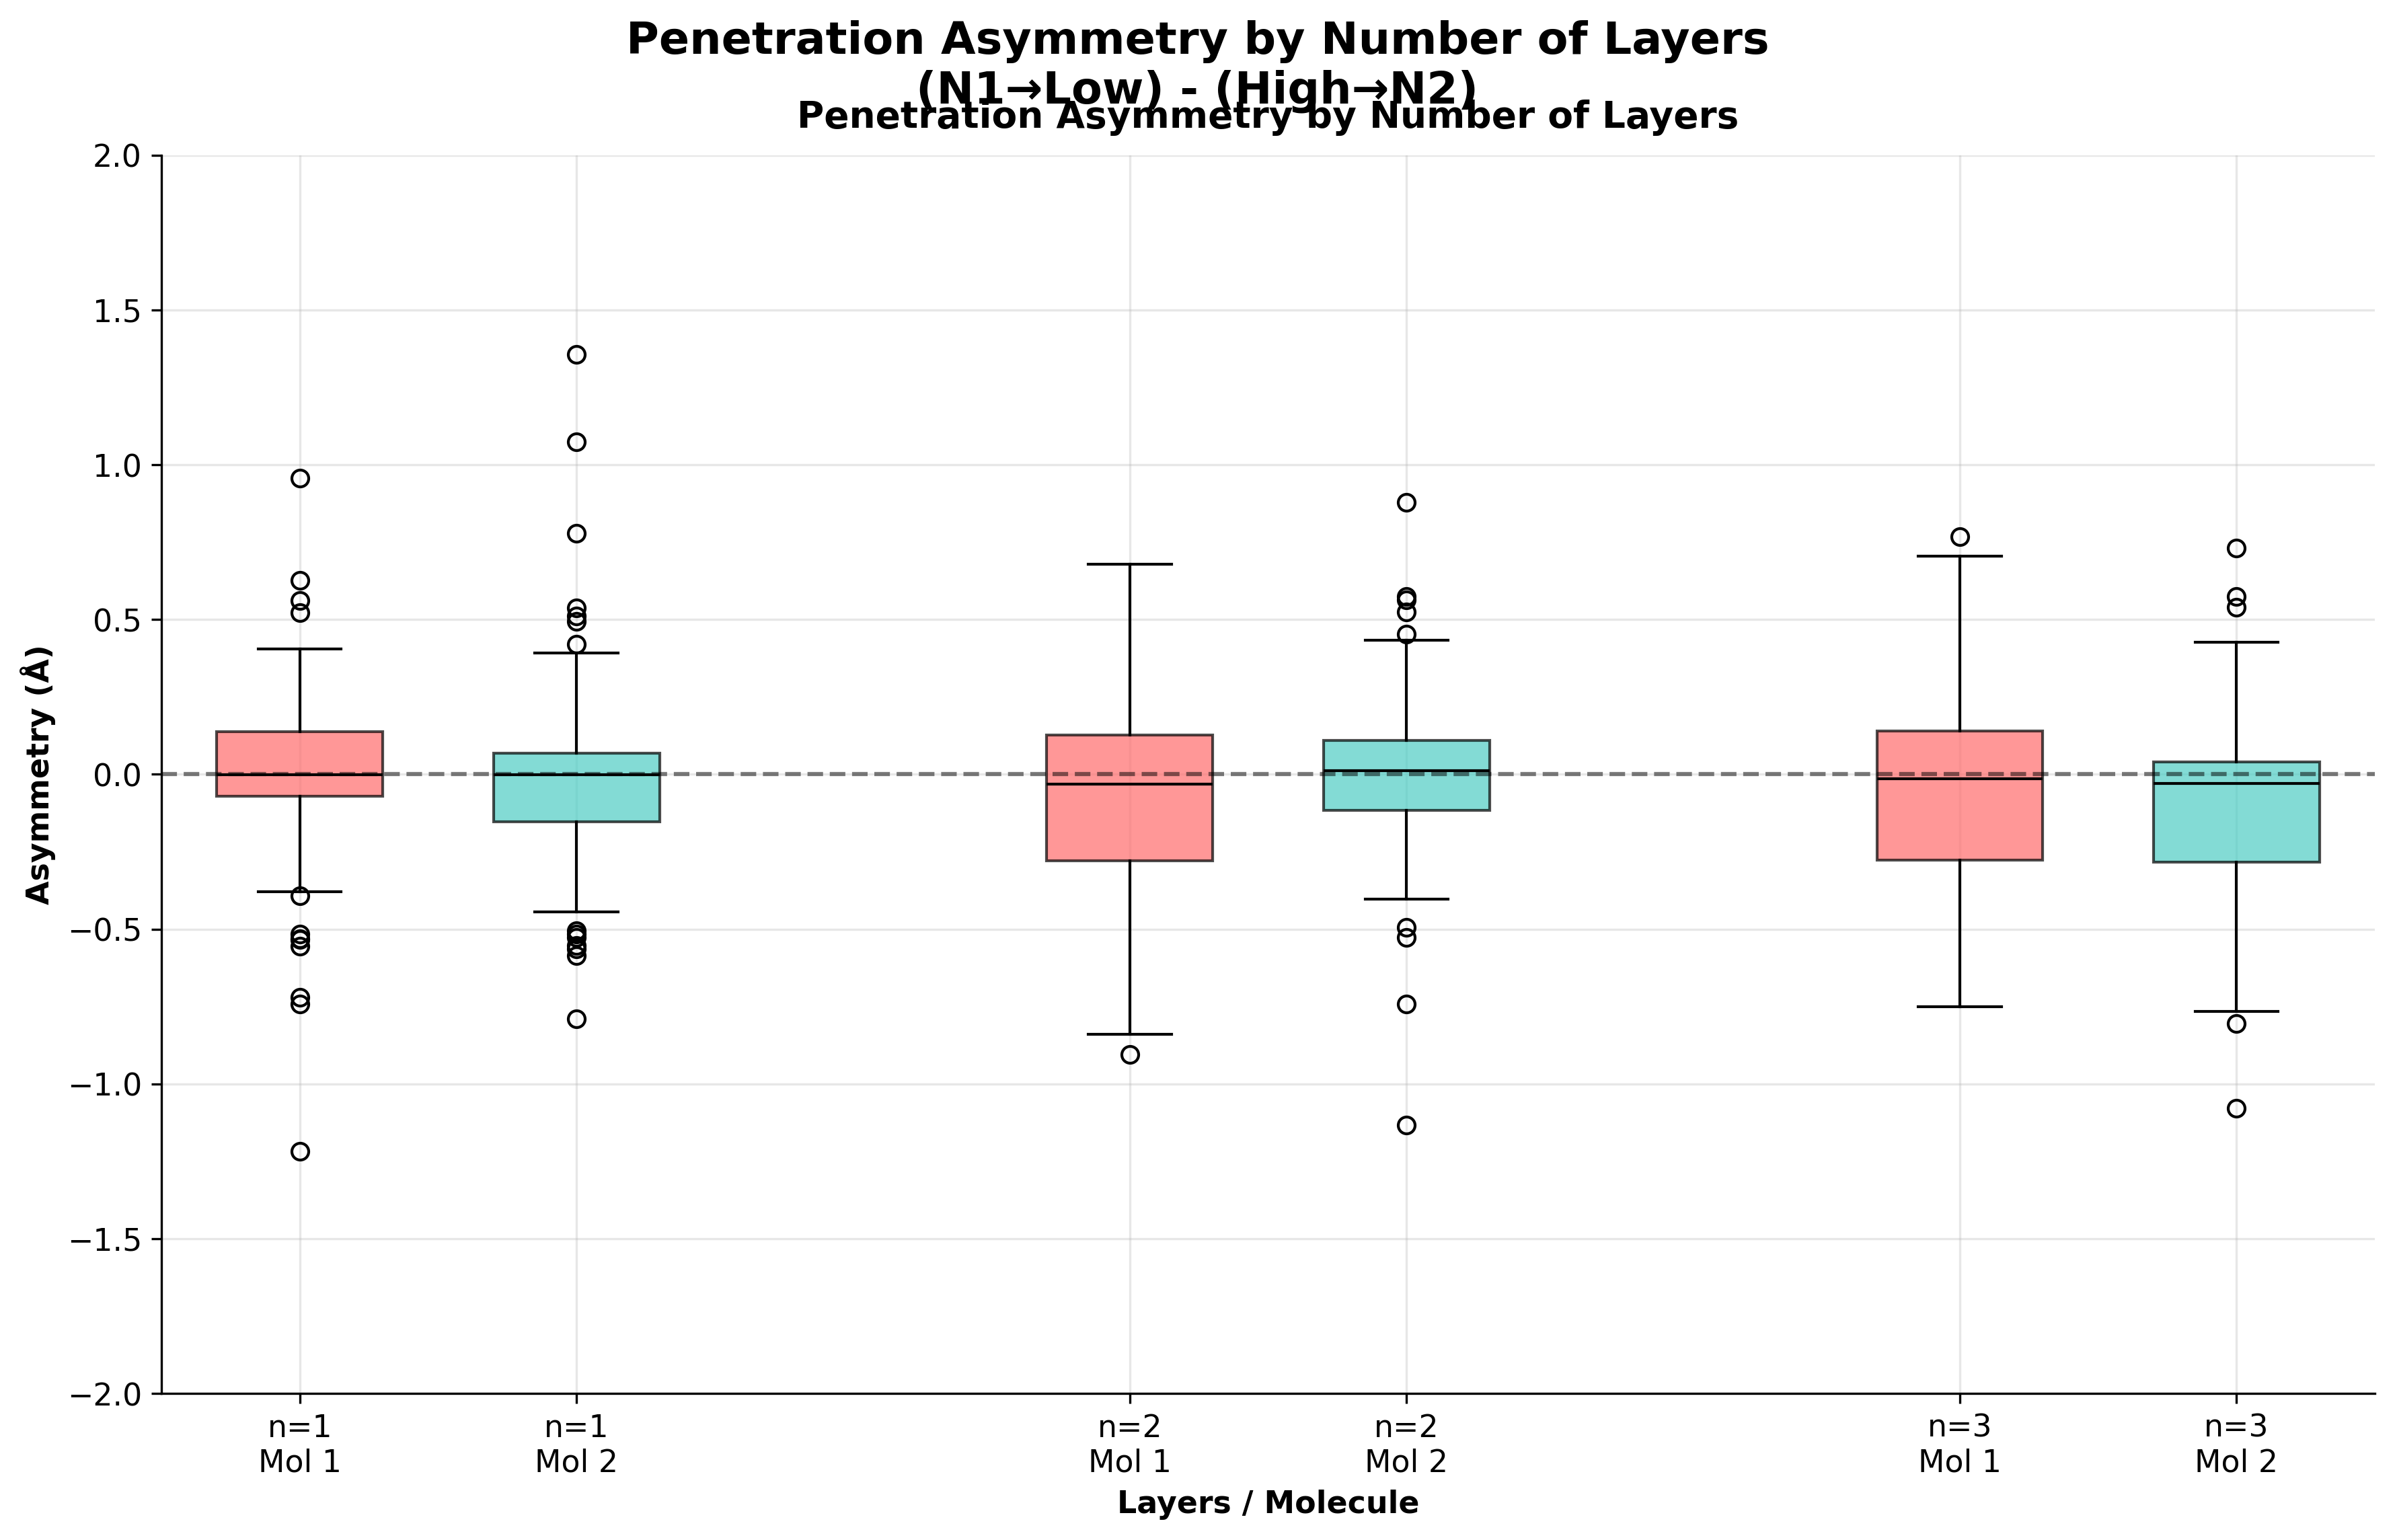 Penetration Asymmetry by Number of Layers
(N1→Low) - (High→N2)
Penetration Asymmetry by Number of Layers
Asymmetry (Å)
2.0
1.5
1.0
0.5
0.0
−0.5
−1.0
−1.5
−2.0
n=1
Mol 1
n=1
Mol 2
n=2
Mol 1
n=2
Mol 2
n=3
Mol 1
n=3
Mol 2
Layers / Molecule